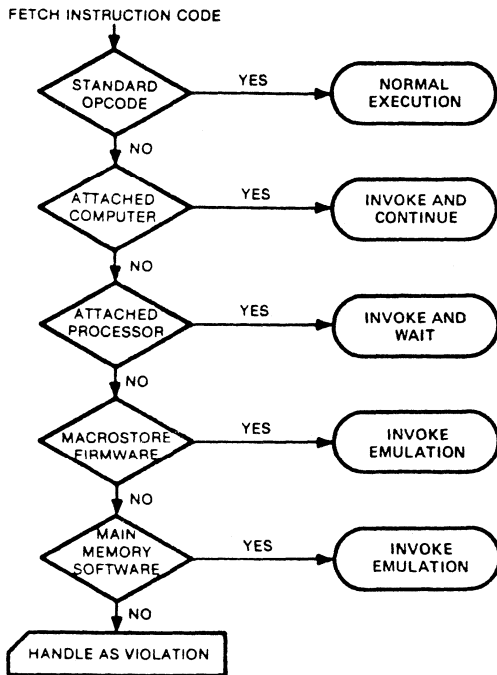 FETCH INSTRUCTION CODE
STANDARD
OPCODE
YES
NORMAL
EXECUTION
NO
ATTACHED
COMPUTER
YES
INVOKE AND
CONTINUE
NO
ATTACHED
PROCESSOR
YES
INVOKE AND
WAIT
NO
MACROSTORE
FIRMWARE
YES
INVOKE
EMULATION
NO
MAIN
MEMORY
SOFTWARE
YES
INVOKE
EMULATION
NO
HANDLE AS VIOLATION